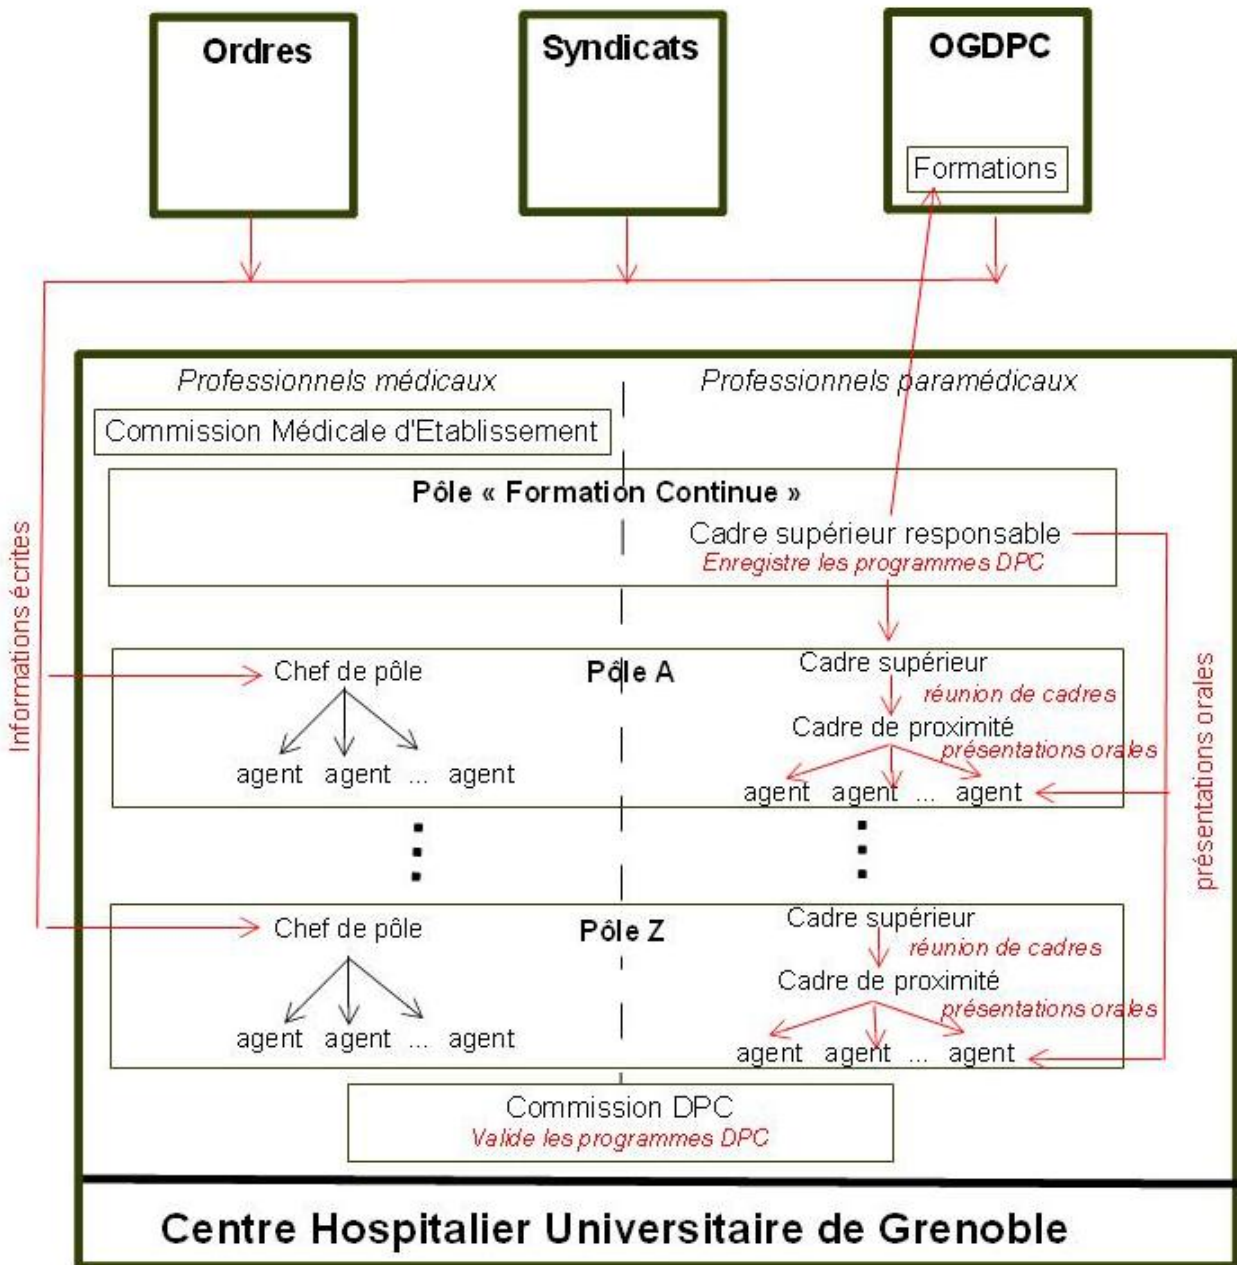 Ordres
Syndicats
OGDPC
Formations
Professionnels médicaux
Professionnels paramédicaux
Commission Médicale d'Etablissement
Pôle « Formation Continue »
Cadre supérieur responsable
Enregistre les programmes DPC
Informations écrites
présentations orales
Chef de pôle
Pôle A
Cadre supérieur
réunion de cadres
Cadre de proximité
présentations orales
agent agent ... agent
agent agent ... agent
Chef de pôle
Pôle Z
Cadre supérieur
réunion de cadres
Cadre de proximité
présentations orales
agent agent ... agent
agent agent ... agent
Commission DPC
Valide les programmes DPC
Centre Hospitalier Universitaire de Grenoble